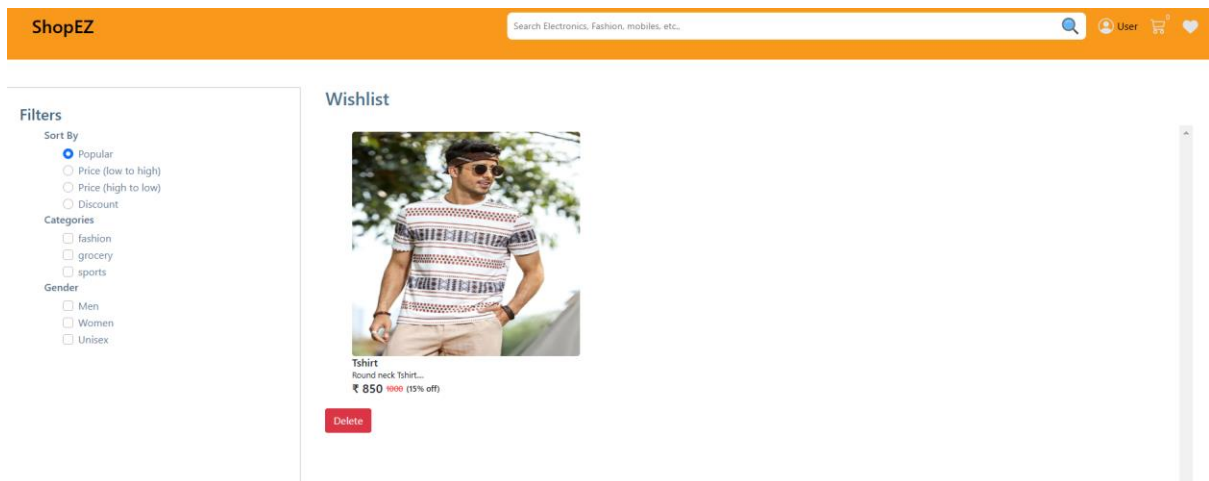 ShopEZ
Search Electronics, Fashion, mobiles, etc.,
User
0
Filters
Sort By
Popular
Price (low to high)
Price (high to low)
Discount
Categories
fashion
grocery
sports
Gender
Men
Women
Unisex
Wishlist
Tshirt
Round neck Tshirt....
₹ 850 1000 (15% off)
Delete